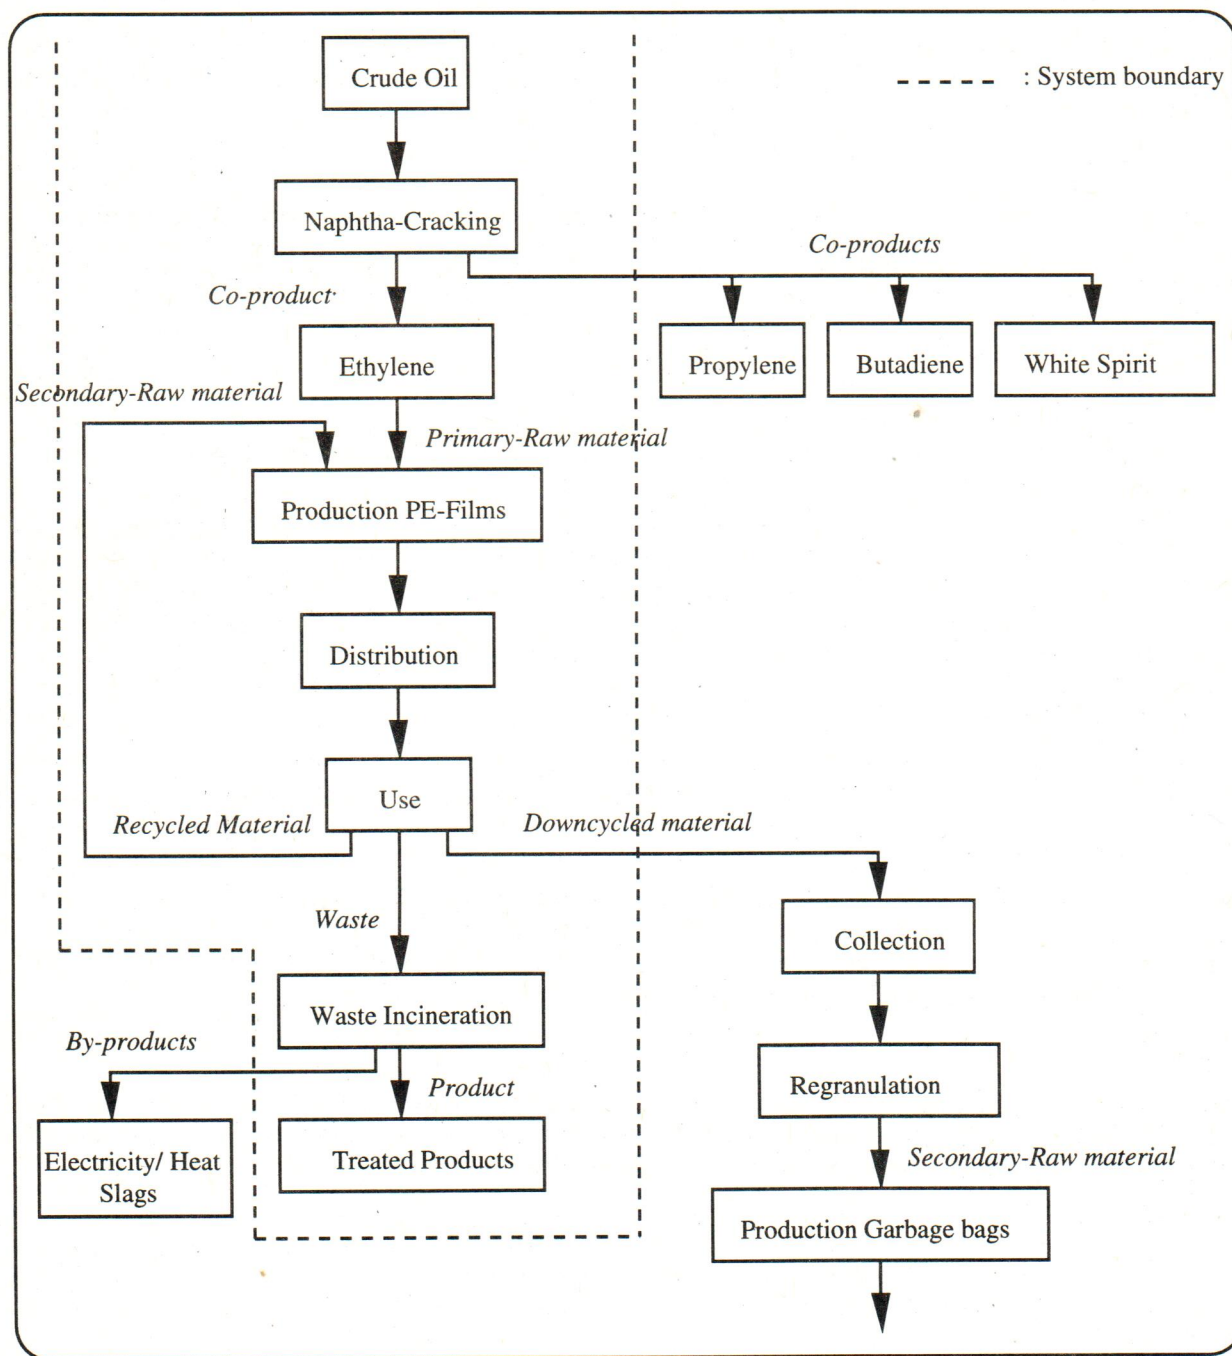 Crude Oil
: System boundary
Naphtha-Cracking
Co-products
Co-product
Ethylene
Propylene
Butadiene
White Spirit
Secondary-Raw material
Primary-Raw material
Production PE-Films
Distribution
Use
Recycled Material
Downcycled material
Waste
Collection
Waste Incineration
By-products
Product
Regranulation
Electricity/ Heat
Slags
Treated Products
Secondary-Raw material
Production Garbage bags